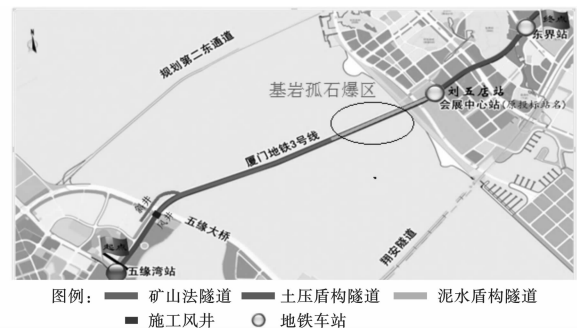 终点
东界站
规划第二东通道
刘五店站
基岩孤石爆区
会展中心站(原投标站名)
厦门地铁3号线
斜井
风井
五缘大桥
翔安隧道
起点
五缘湾站
图例： 矿山法隧道 土压盾构隧道 泥水盾构隧道
施工风井 地铁车站